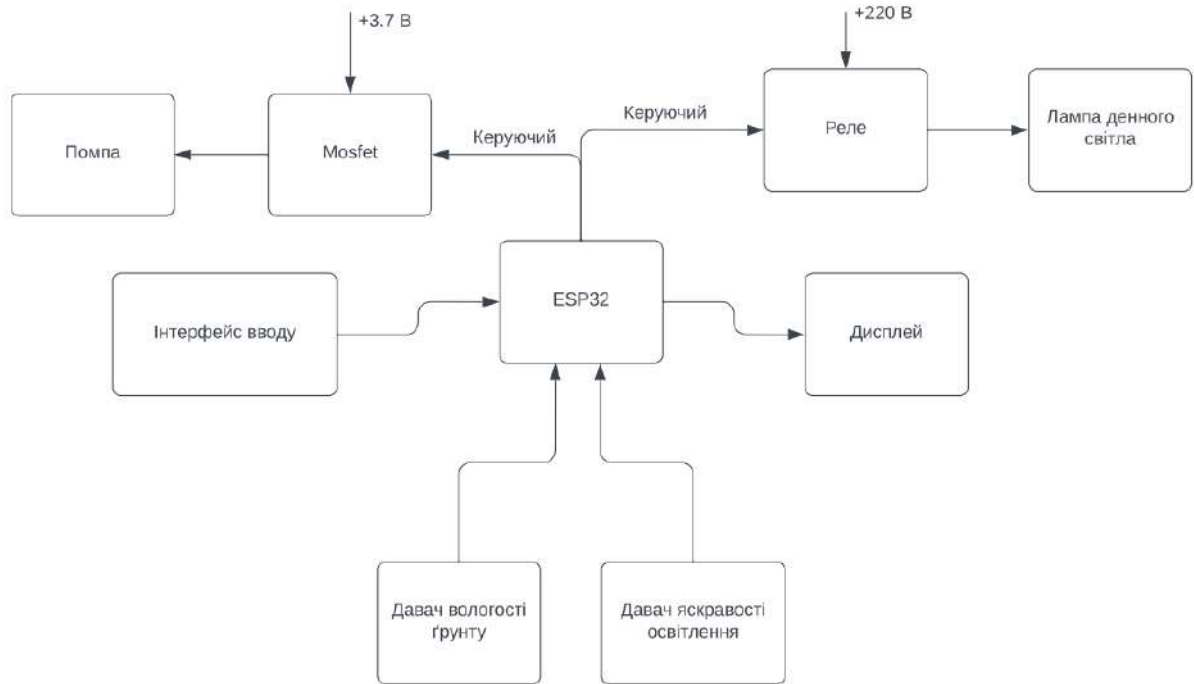 +3.7 В
+220 В
Помпа
Mosfet
Керуючий
Керуючий
Реле
Лампа денного
світла
Інтерфейс вводу
ESP32
Дисплей
Давач вологості
ґрунту
Давач яскравості
освітлення